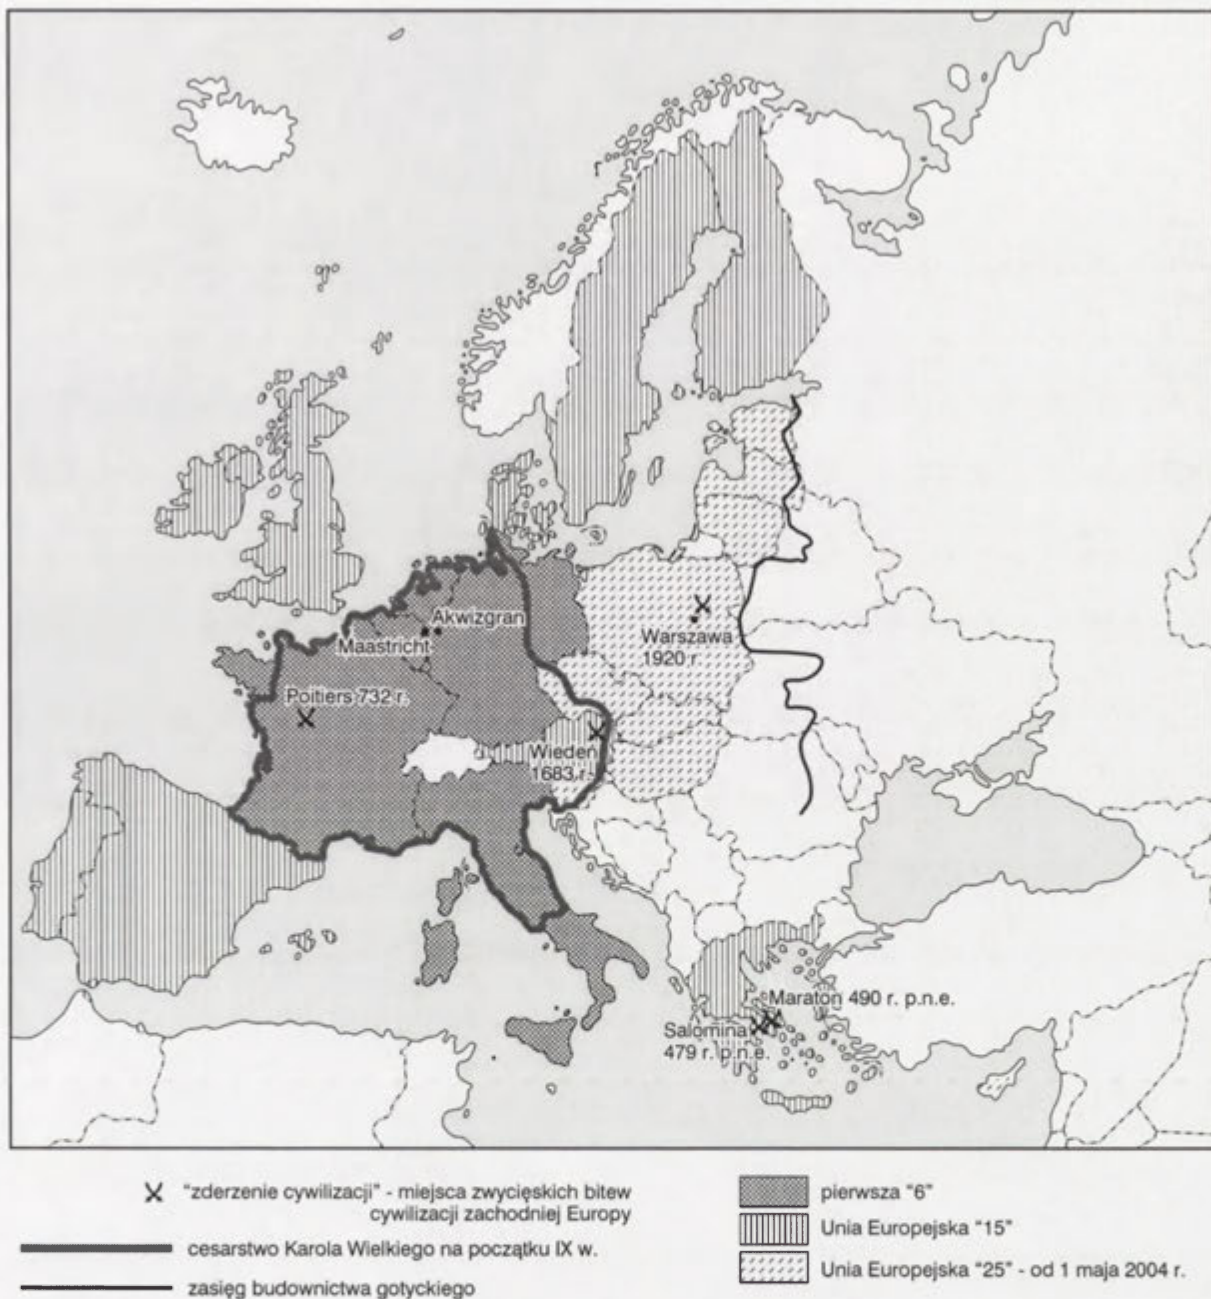 Akwizgran
Maastricht
Warszawa
1920 r.
Poitiers 732 r.
Wiedeń
1683 r.
Maraton 490 r. p.n.e.
Salomina
479 r. p.n.e.
"zderzenie cywilizacji" - miejsca zwycięskich bitew
cywilizacji zachodniej Europy
cesarstwo Karola Wielkiego na początku IX w.
zasięg budownictwa gotyckiego
pierwsza "6"
Unia Europejska "15"
Unia Europejska "25" - od 1 maja 2004 r.